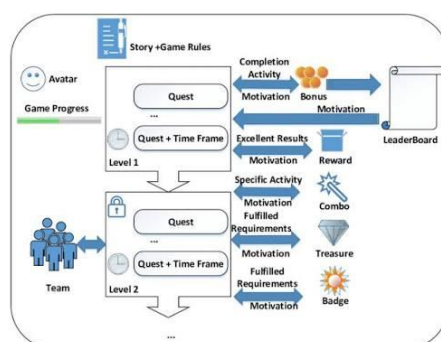 Story +Game Rules
Avatar
Game Progress
Quest
...
Quest + Time Frame
Level 1
Completion
Activity
Motivation
Bonus
Motivation
LeaderBoard
Excellent Results
Motivation
Reward
Specific Activity
Motivation
Combo
Quest
...
Quest + Time Frame
Level 2
Team
Fulfilled
Requirements
Motivation
Treasure
Fulfilled
Requirements
Motivation
Badge
...